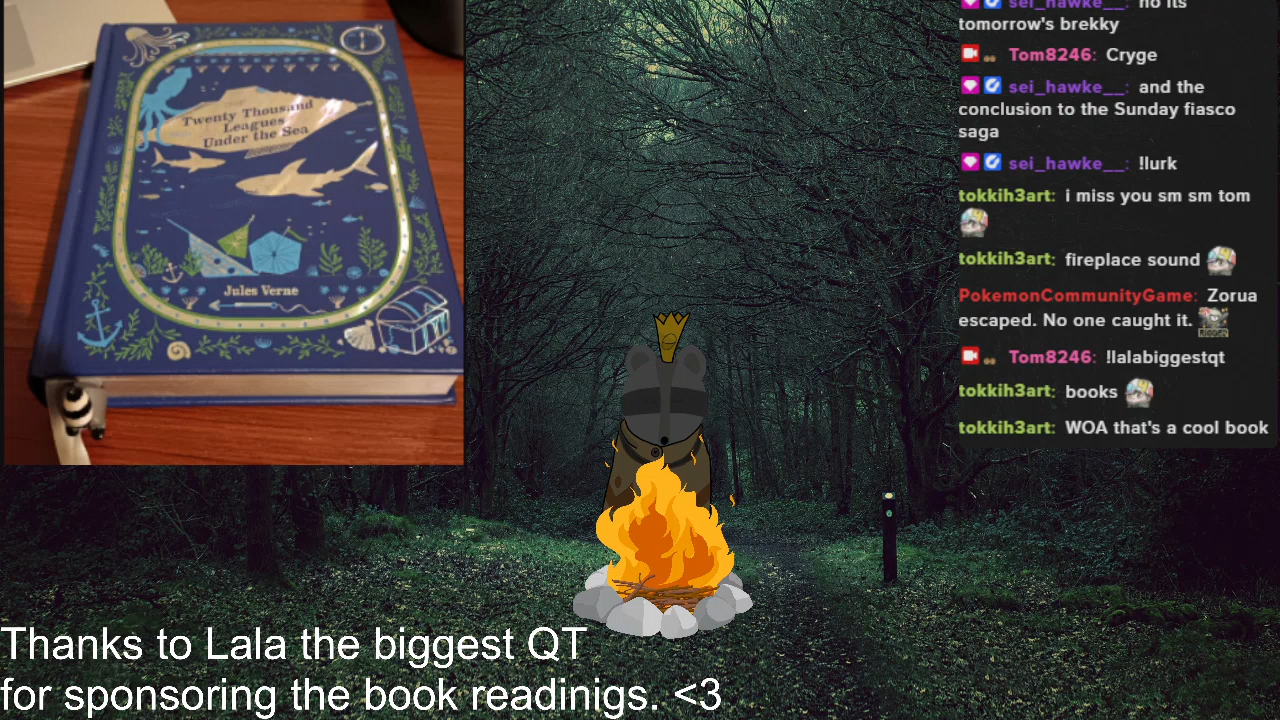 Twenty Thousand
Leagues
Under the Sea
Jules Verne
sei_hawke__: no its
tomorrow's brekky
Tom8246: Cryge
sei_hawke__: and the
conclusion to the Sunday fiasco
saga
sei_hawke__: !lurk
tokkih3art: i miss you sm sm tom
tokkih3art: fireplace sound
PokemonCommunityGame: Zorua
escaped. No one caught it.
Tom8246: !lalabiggestqt
tokkih3art: books
tokkih3art: WOA that's a cool book
Thanks to Lala the biggest QT
for sponsoring the book readinigs. <3